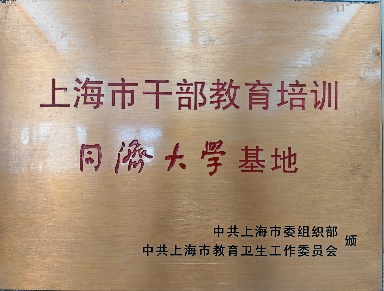 上海市干部教育培训
同濟大学基地
中共上海市委组织部
中共上海市教育卫生工作委员会
颁